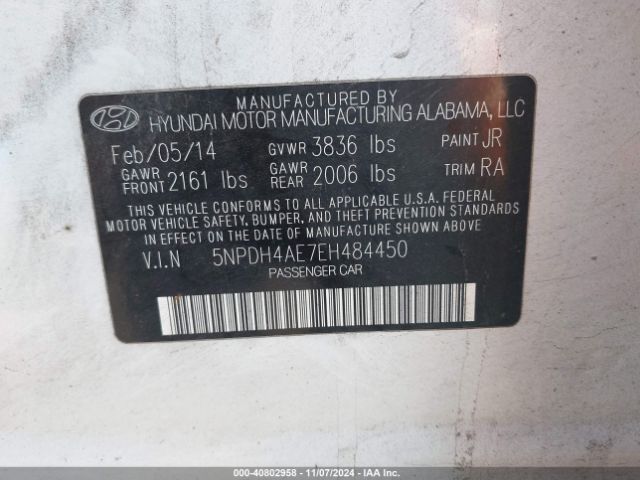 MANUFACTURED BY
HYUNDAI MOTOR MANUFACTURING ALABAMA, LLC
Feb/05/14 GVWR 3836 lbs PAINT JR
GAWR FRONT 2161 lbs GAWR REAR 2006 lbs TRIM RA
THIS VEHICLE CONFORMS TO ALL APPLICABLE U.S.A. FEDERAL
MOTOR VEHICLE SAFETY, BUMPER, AND THEFT PREVENTION STANDARDS
IN EFFECT ON THE DATE OF MANUFACTURE SHOWN ABOVE
V.I.N 5NPDH4AE7EH484450
PASSENGER CAR
000-40802958 - 11/07/2024 - IAA, Inc.